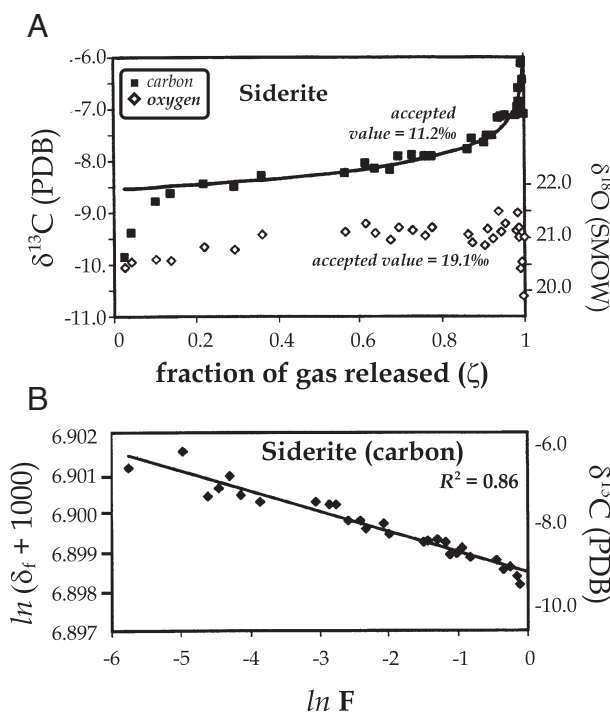 A
-6.0
-7.0
-8.0
-9.0
-10.
-11.0
δ¹³C (PDB)
carbon
oxygen
Siderite
accepted
value = 11.2‰
accepted value = 19.1‰
22.0
21.0
20.0
δ¹⁸O (SMOW)
0 0.2 0.4 0.6 0.8 1
fraction of gas released (ζ)
B
6.902
6.901
6.900
6.899
6.898
6.897
ln (δf + 1000)
Siderite (carbon)
R² = 0.86
-6.0
-8.0
-10.0
δ¹³C (PDB)
-6 -5 -4 -3 -2 -1 0
ln F